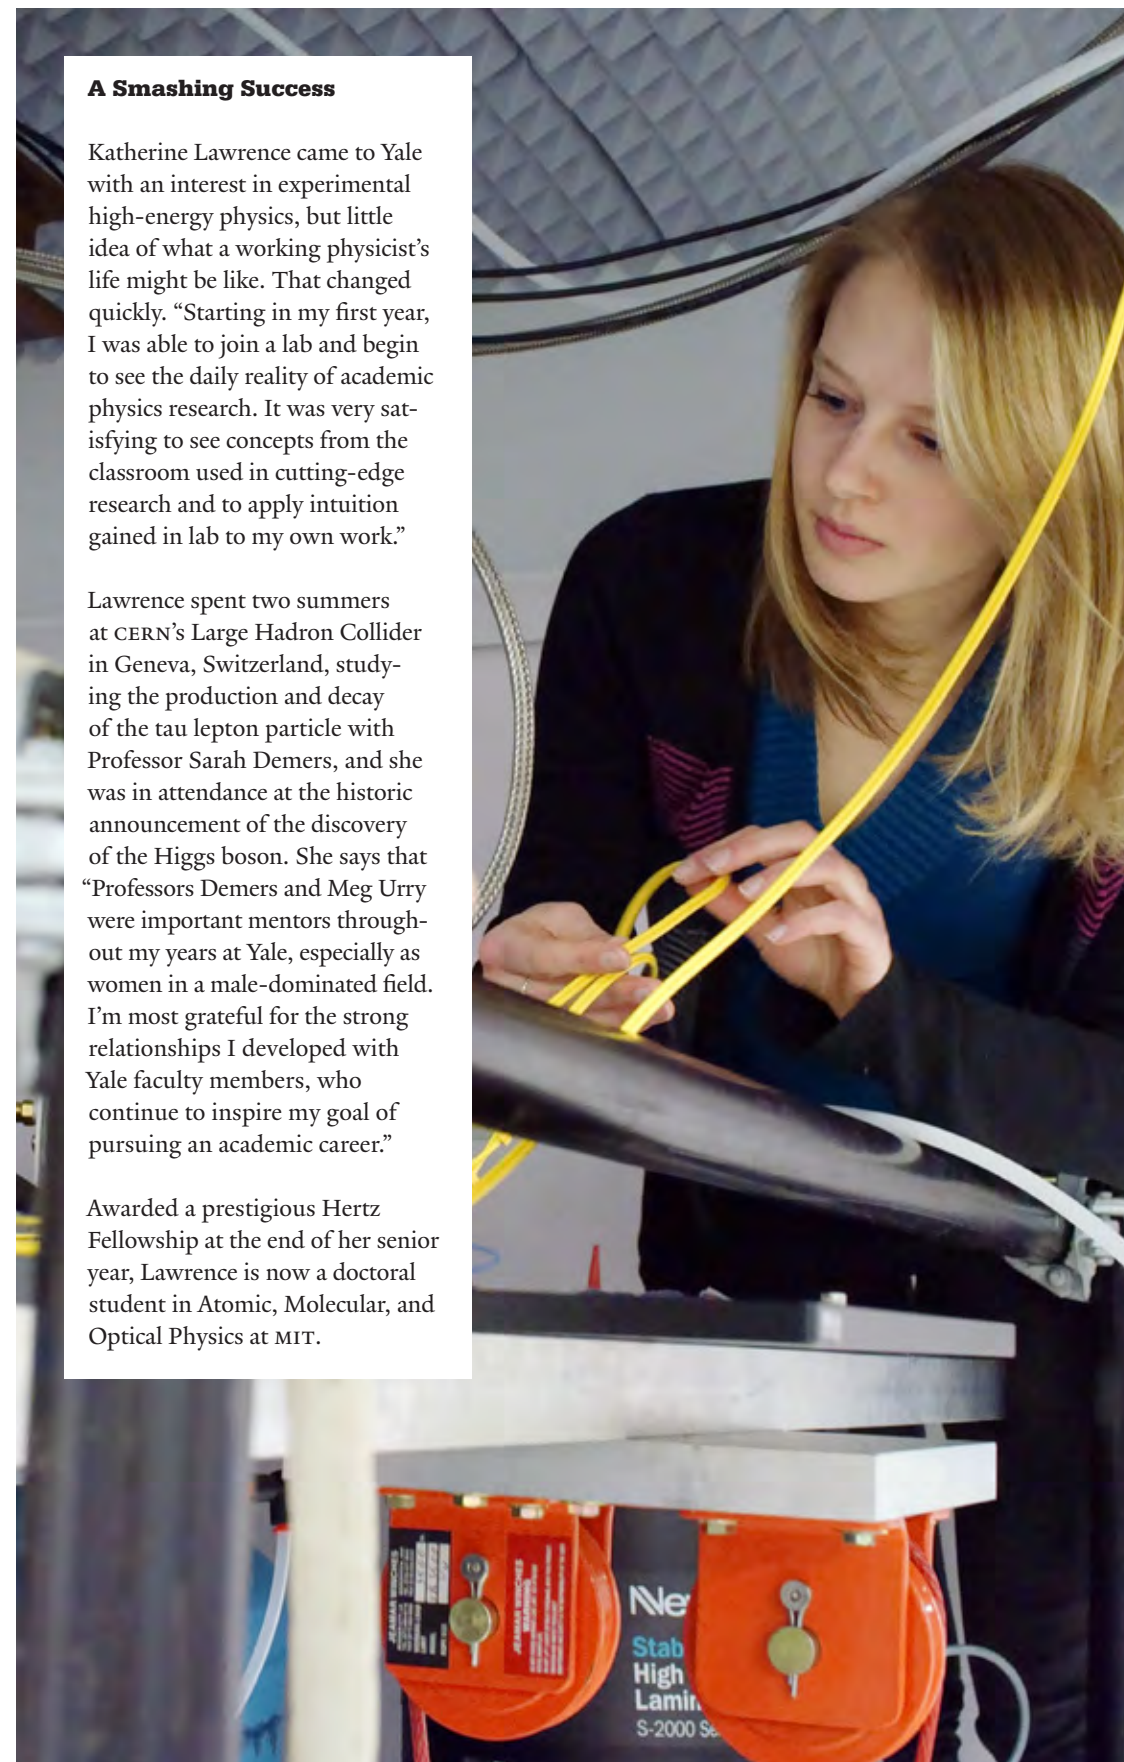 A Smashing Success
Katherine Lawrence came to Yale
with an interest in experimental
high-energy physics, but little
idea of what a working physicist’s
life might be like. That changed
quickly. “Starting in my first year,
I was able to join a lab and begin
to see the daily reality of academic
physics research. It was very sat-
isfying to see concepts from the
classroom used in cutting-edge
research and to apply intuition
gained in lab to my own work.”
Lawrence spent two summers
at CERN’s Large Hadron Collider
in Geneva, Switzerland, study-
ing the production and decay
of the tau lepton particle with
Professor Sarah Demers, and she
was in attendance at the historic
announcement of the discovery
of the Higgs boson. She says that
“Professors Demers and Meg Urry
were important mentors through-
out my years at Yale, especially as
women in a male-dominated field.
I’m most grateful for the strong
relationships I developed with
Yale faculty members, who
continue to inspire my goal of
pursuing an academic career.”
Awarded a prestigious Hertz
Fellowship at the end of her senior
year, Lawrence is now a doctoral
student in Atomic, Molecular, and
Optical Physics at MIT.
JEAMAR WINCHES
JEAMAR WINCHES
WARNING
Ne
Stab
High
Lamin
S-2000 Se